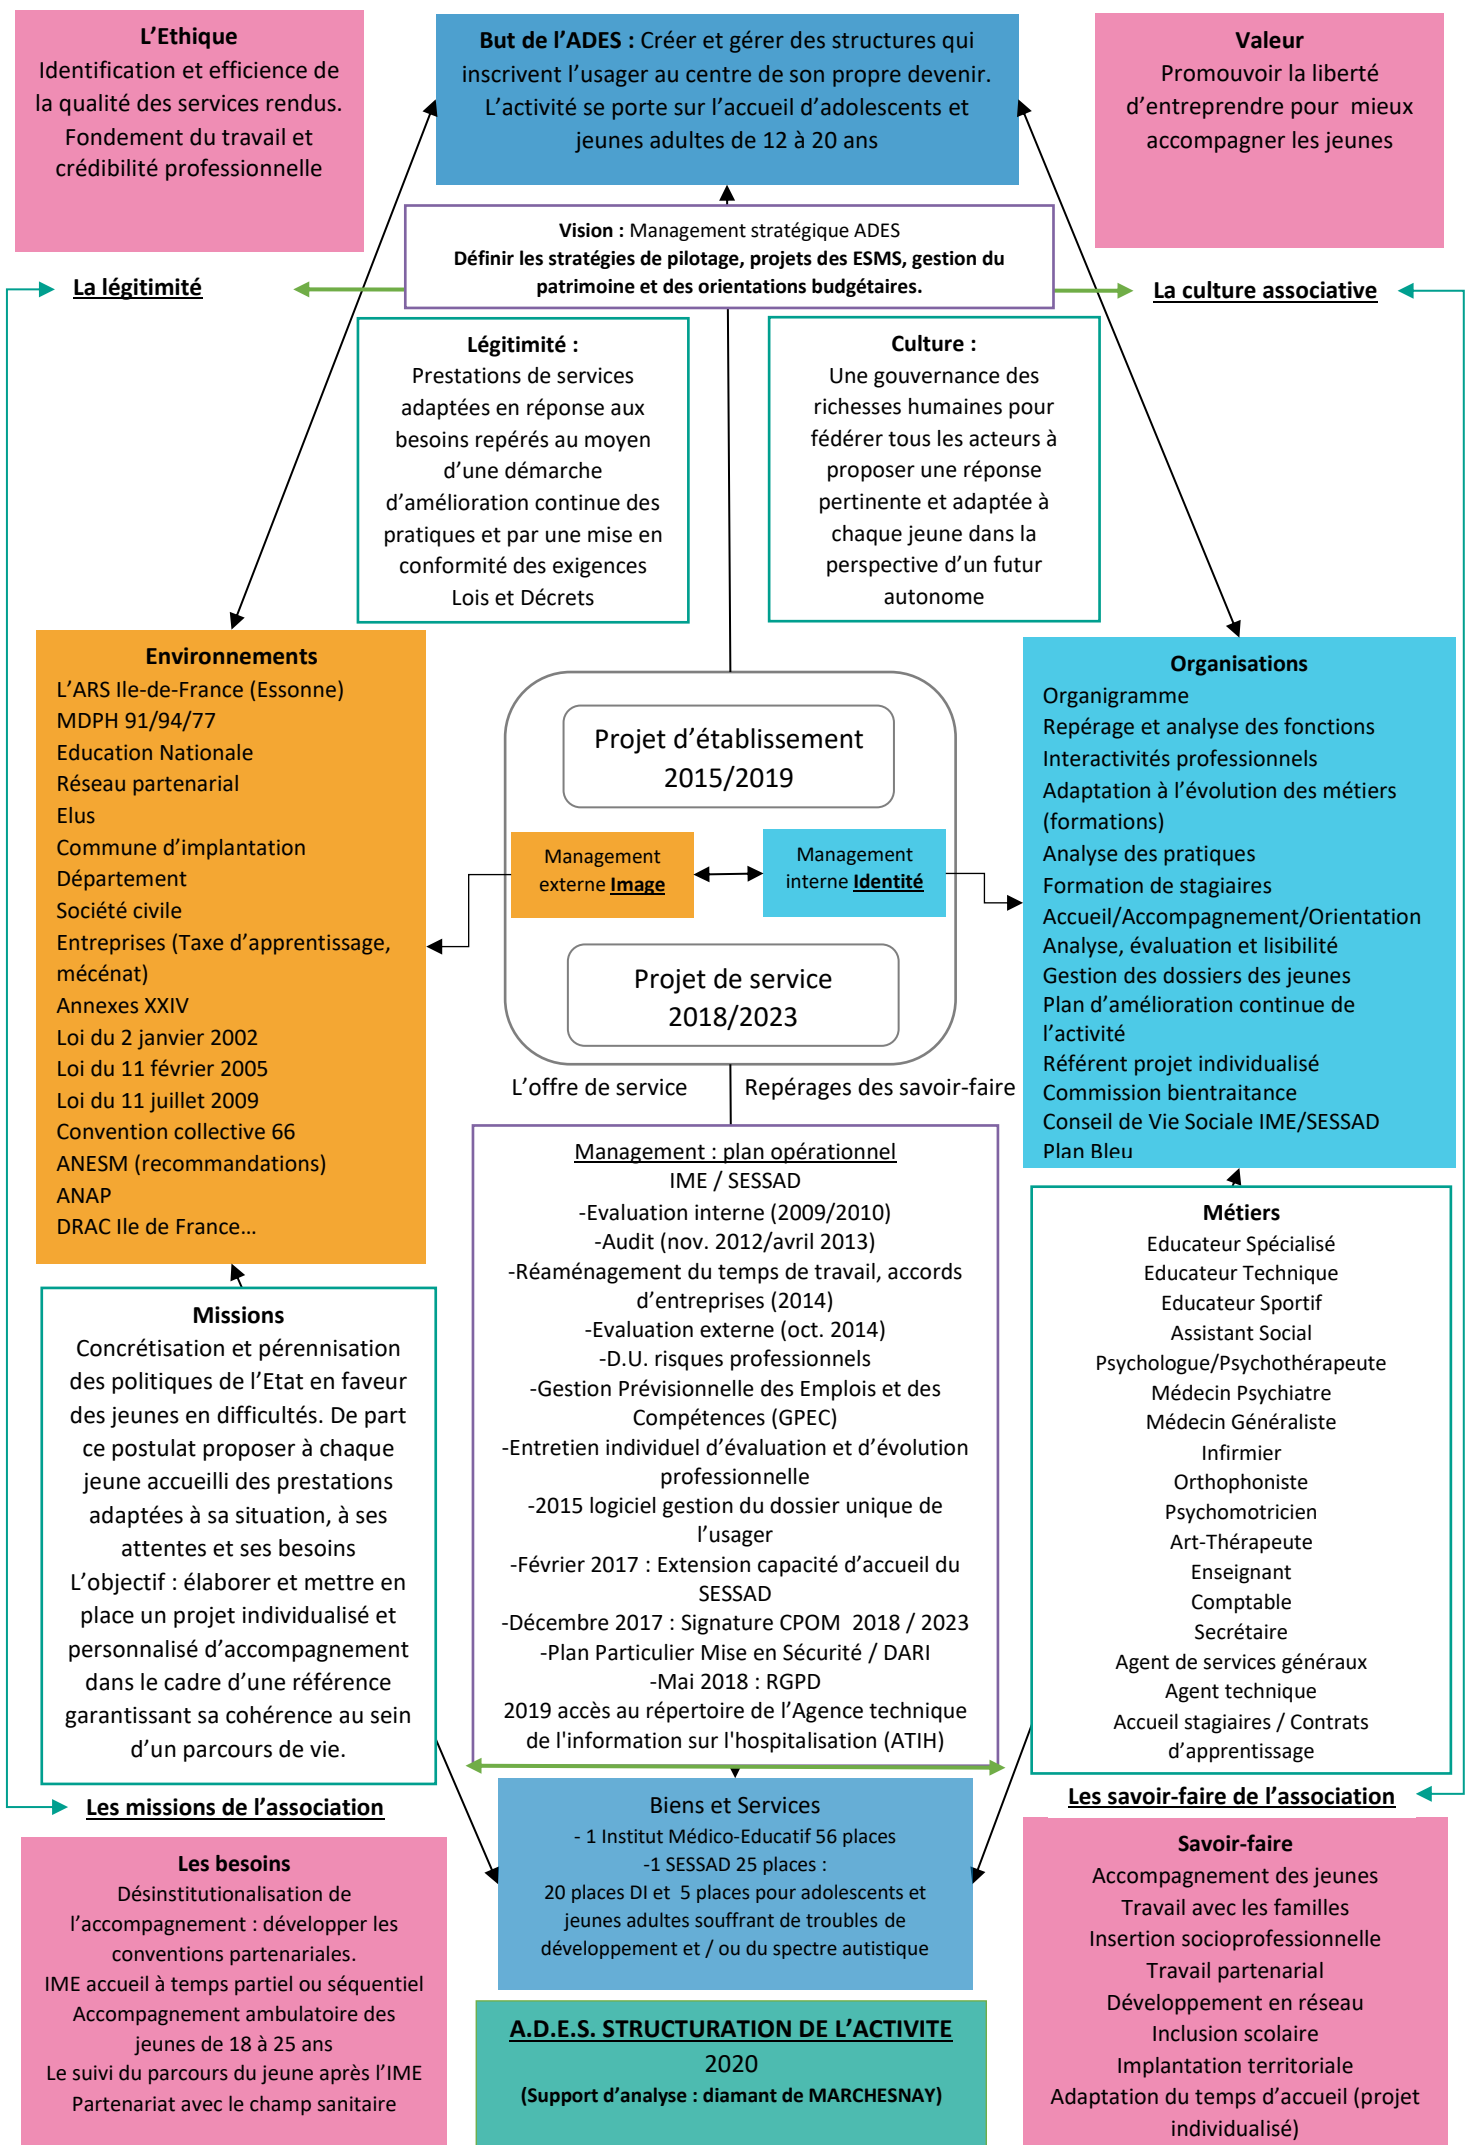 L’Ethique
Identification et efficience de
la qualité des services rendus.
Fondement du travail et
crédibilité professionnelle
But de l’ADES : Créer et gérer des structures qui
inscrivent l’usager au centre de son propre devenir.
L’activité se porte sur l’accueil d’adolescents et
jeunes adultes de 12 à 20 ans
Valeur
Promouvoir la liberté
d’entreprendre pour mieux
accompagner les jeunes
Vision : Management stratégique ADES
Définir les stratégies de pilotage, projets des ESMS, gestion du
patrimoine et des orientations budgétaires.
La légitimité
La culture associative
Légitimité :
Prestations de services
adaptées en réponse aux
besoins repérés au moyen
d’une démarche
d’amélioration continue des
pratiques et par une mise en
conformité des exigences
Lois et Décrets
Culture :
Une gouvernance des
richesses humaines pour
fédérer tous les acteurs à
proposer une réponse
pertinente et adaptée à
chaque jeune dans la
perspective d’un futur
autonome
Environnements
L’ARS Ile-de-France (Essonne)
MDPH 91/94/77
Education Nationale
Réseau partenarial
Elus
Commune d’implantation
Département
Société civile
Entreprises (Taxe d’apprentissage,
mécénat)
Annexes XXIV
Loi du 2 janvier 2002
Loi du 11 février 2005
Loi du 11 juillet 2009
Convention collective 66
ANESM (recommandations)
ANAP
DRAC Ile de France…
Projet d’établissement
2015/2019
Management
externe Image
Management
interne Identité
Projet de service
2018/2023
L’offre de service
Repérages des savoir-faire
Organisations
Organigramme
Repérage et analyse des fonctions
Interactivités professionnels
Adaptation à l’évolution des métiers
(formations)
Analyse des pratiques
Formation de stagiaires
Accueil/Accompagnement/Orientation
Analyse, évaluation et lisibilité
Gestion des dossiers des jeunes
Plan d’amélioration continue de
l’activité
Référent projet individualisé
Commission bientraitance
Conseil de Vie Sociale IME/SESSAD
Plan Bleu
Management : plan opérationnel
IME / SESSAD
-Evaluation interne (2009/2010)
-Audit (nov. 2012/avril 2013)
-Réaménagement du temps de travail, accords
d’entreprises (2014)
-Evaluation externe (oct. 2014)
-D.U. risques professionnels
-Gestion Prévisionnelle des Emplois et des
Compétences (GPEC)
-Entretien individuel d’évaluation et d’évolution
professionnelle
-2015 logiciel gestion du dossier unique de
l’usager
-Février 2017 : Extension capacité d’accueil du
SESSAD
-Décembre 2017 : Signature CPOM 2018 / 2023
-Plan Particulier Mise en Sécurité / DARI
-Mai 2018 : RGPD
2019 accès au répertoire de l’Agence technique
de l'information sur l'hospitalisation (ATIH)
Missions
Concrétisation et pérennisation
des politiques de l’Etat en faveur
des jeunes en difficultés. De part
ce postulat proposer à chaque
jeune accueilli des prestations
adaptées à sa situation, à ses
attentes et ses besoins
L’objectif : élaborer et mettre en
place un projet individualisé et
personnalisé d’accompagnement
dans le cadre d’une référence
garantissant sa cohérence au sein
d’un parcours de vie.
Métiers
Educateur Spécialisé
Educateur Technique
Educateur Sportif
Assistant Social
Psychologue/Psychothérapeute
Médecin Psychiatre
Médecin Généraliste
Infirmier
Orthophoniste
Psychomotricien
Art-Thérapeute
Enseignant
Comptable
Secrétaire
Agent de services généraux
Agent technique
Accueil stagiaires / Contrats
d’apprentissage
Les missions de l’association
Les savoir-faire de l’association
Biens et Services
- 1 Institut Médico-Educatif 56 places
-1 SESSAD 25 places :
20 places DI et 5 places pour adolescents et
jeunes adultes souffrant de troubles de
développement et / ou du spectre autistique
Les besoins
Désinstitutionalisation de
l’accompagnement : développer les
conventions partenariales.
IME accueil à temps partiel ou séquentiel
Accompagnement ambulatoire des
jeunes de 18 à 25 ans
Le suivi du parcours du jeune après l’IME
Partenariat avec le champ sanitaire
A.D.E.S. STRUCTURATION DE L’ACTIVITE
2020
(Support d’analyse : diamant de MARCHESNAY)
Savoir-faire
Accompagnement des jeunes
Travail avec les familles
Insertion socioprofessionnelle
Travail partenarial
Développement en réseau
Inclusion scolaire
Implantation territoriale
Adaptation du temps d’accueil (projet
individualisé)